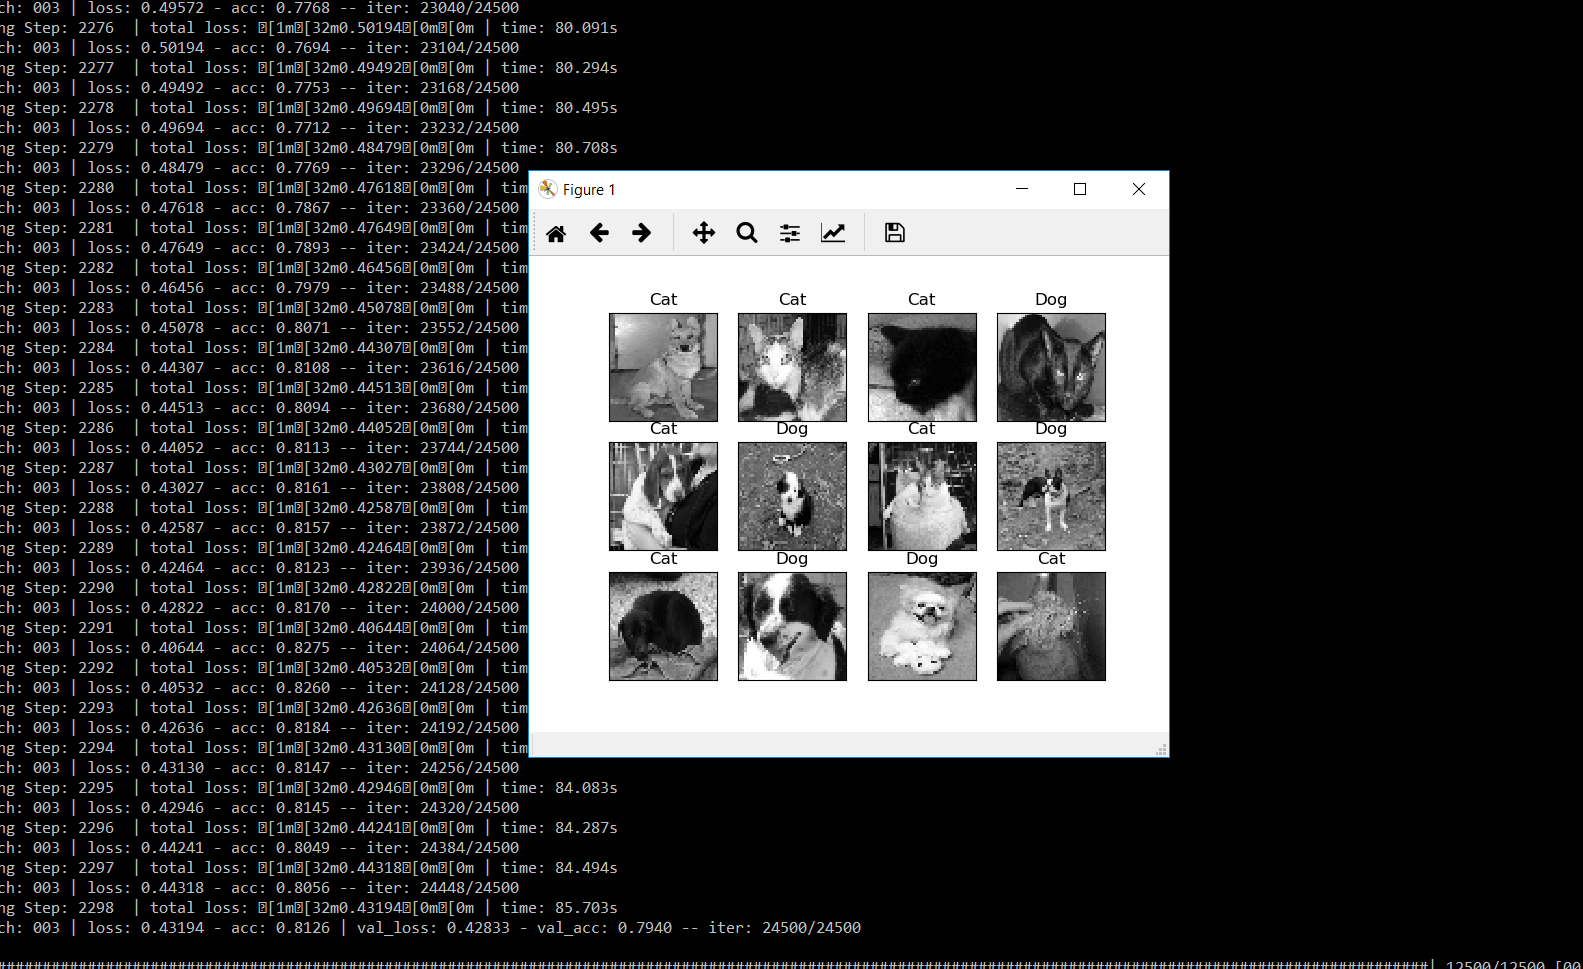 ch: 003 | loss: 0.49572 - acc: 0.7768 -- iter: 23040/24500
ng Step: 2276  | total loss: [1m[32m0.50194[0m[0m | time: 80.091s
ch: 003 | loss: 0.50194 - acc: 0.7694 -- iter: 23104/24500
ng Step: 2277  | total loss: [1m[32m0.49492[0m[0m | time: 80.294s
ch: 003 | loss: 0.49492 - acc: 0.7753 -- iter: 23168/24500
ng Step: 2278  | total loss: [1m[32m0.49694[0m[0m | time: 80.495s
ch: 003 | loss: 0.49694 - acc: 0.7712 -- iter: 23232/24500
ng Step: 2279  | total loss: [1m[32m0.48479[0m[0m | time: 80.708s
ch: 003 | loss: 0.48479 - acc: 0.7769 -- iter: 23296/24500
ng Step: 2280  | total loss: [1m[32m0.47618[0m[0m | tim
ch: 003 | loss: 0.47618 - acc: 0.7867 -- iter: 23360/24500
ng Step: 2281  | total loss: [1m[32m0.47649[0m[0m | tim
ch: 003 | loss: 0.47649 - acc: 0.7893 -- iter: 23424/24500
ng Step: 2282  | total loss: [1m[32m0.46456[0m[0m | tim
ch: 003 | loss: 0.46456 - acc: 0.7979 -- iter: 23488/24500
ng Step: 2283  | total loss: [1m[32m0.45078[0m[0m | tim
ch: 003 | loss: 0.45078 - acc: 0.8071 -- iter: 23552/24500
ng Step: 2284  | total loss: [1m[32m0.44307[0m[0m | tim
ch: 003 | loss: 0.44307 - acc: 0.8108 -- iter: 23616/24500
ng Step: 2285  | total loss: [1m[32m0.44513[0m[0m | tim
ch: 003 | loss: 0.44513 - acc: 0.8094 -- iter: 23680/24500
ng Step: 2286  | total loss: [1m[32m0.44052[0m[0m | tim
ch: 003 | loss: 0.44052 - acc: 0.8113 -- iter: 23744/24500
ng Step: 2287  | total loss: [1m[32m0.43027[0m[0m | tim
ch: 003 | loss: 0.43027 - acc: 0.8161 -- iter: 23808/24500
ng Step: 2288  | total loss: [1m[32m0.42587[0m[0m | tim
ch: 003 | loss: 0.42587 - acc: 0.8157 -- iter: 23872/24500
ng Step: 2289  | total loss: [1m[32m0.42464[0m[0m | tim
ch: 003 | loss: 0.42464 - acc: 0.8123 -- iter: 23936/24500
ng Step: 2290  | total loss: [1m[32m0.42822[0m[0m | tim
ch: 003 | loss: 0.42822 - acc: 0.8170 -- iter: 24000/24500
ng Step: 2291  | total loss: [1m[32m0.40644[0m[0m | tim
ch: 003 | loss: 0.40644 - acc: 0.8275 -- iter: 24064/24500
ng Step: 2292  | total loss: [1m[32m0.40532[0m[0m | tim
ch: 003 | loss: 0.40532 - acc: 0.8260 -- iter: 24128/24500
ng Step: 2293  | total loss: [1m[32m0.42636[0m[0m | tim
ch: 003 | loss: 0.42636 - acc: 0.8184 -- iter: 24192/24500
ng Step: 2294  | total loss: [1m[32m0.43130[0m[0m | tim
ch: 003 | loss: 0.43130 - acc: 0.8147 -- iter: 24256/24500
ng Step: 2295  | total loss: [1m[32m0.42946[0m[0m | time: 84.083s
ch: 003 | loss: 0.42946 - acc: 0.8145 -- iter: 24320/24500
ng Step: 2296  | total loss: [1m[32m0.44241[0m[0m | time: 84.287s
ch: 003 | loss: 0.44241 - acc: 0.8049 -- iter: 24384/24500
ng Step: 2297  | total loss: [1m[32m0.44318[0m[0m | time: 84.494s
ch: 003 | loss: 0.44318 - acc: 0.8056 -- iter: 24448/24500
ng Step: 2298  | total loss: [1m[32m0.43194[0m[0m | time: 85.703s
ch: 003 | loss: 0.43194 - acc: 0.8126 | val_loss: 0.42833 - val_acc: 0.7940 -- iter: 24500/24500
| 12500/12500 [00
Figure 1
Cat Cat Cat Dog
Cat Dog Cat Dog
Cat Dog Dog Cat